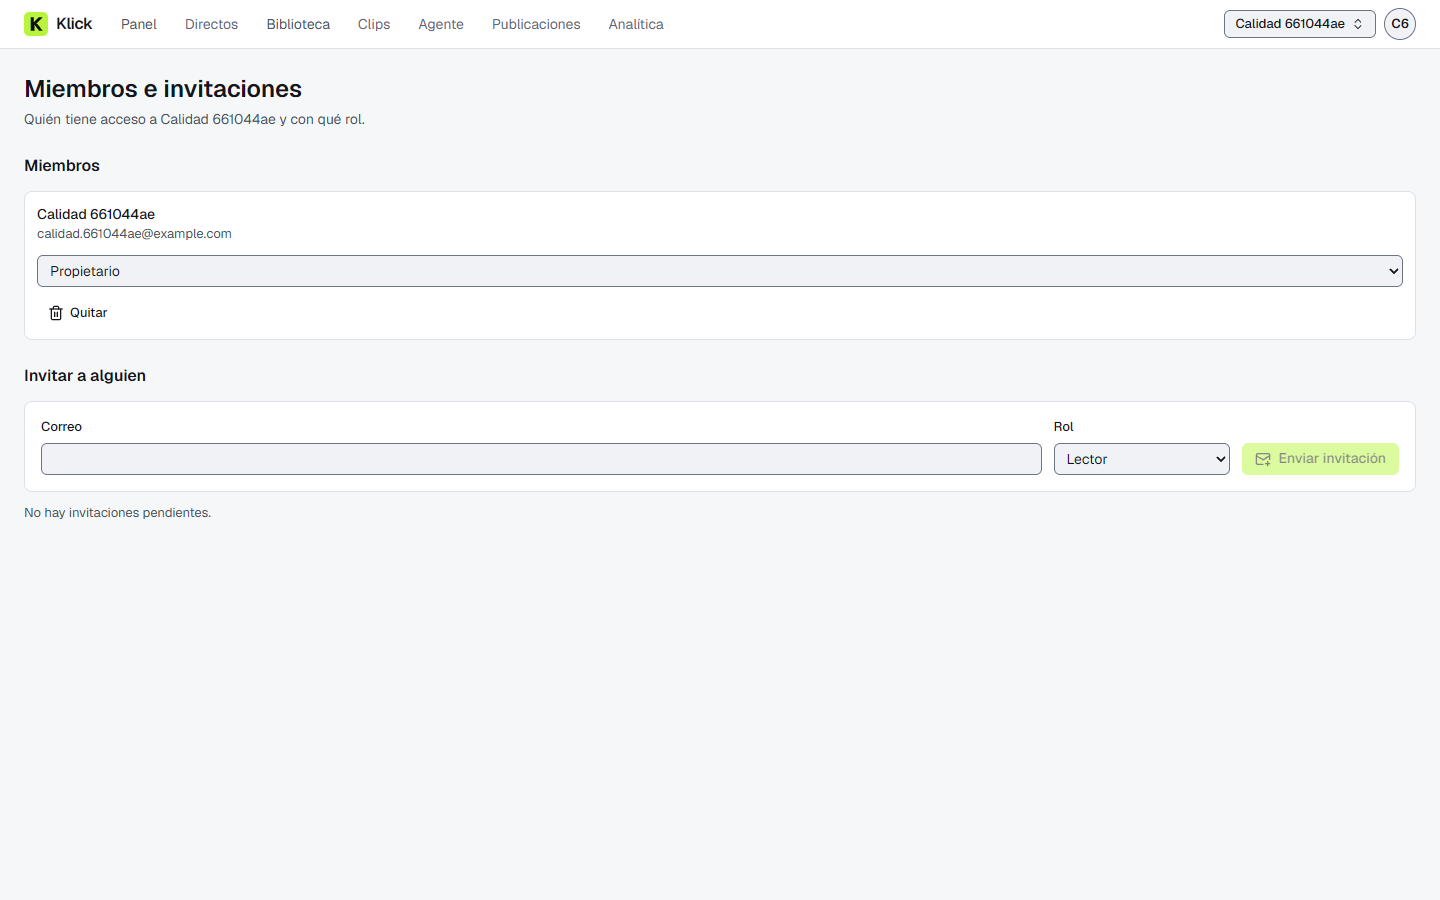 K Klick Panel Directos Biblioteca Clips Agente Publicaciones Analítica Calidad 661044ae C6
Miembros e invitaciones
Quién tiene acceso a Calidad 661044ae y con qué rol.
Miembros
Calidad 661044ae
calidad.661044ae@example.com
Propietario
Quitar
Invitar a alguien
Correo Rol
Lector Enviar invitación
No hay invitaciones pendientes.